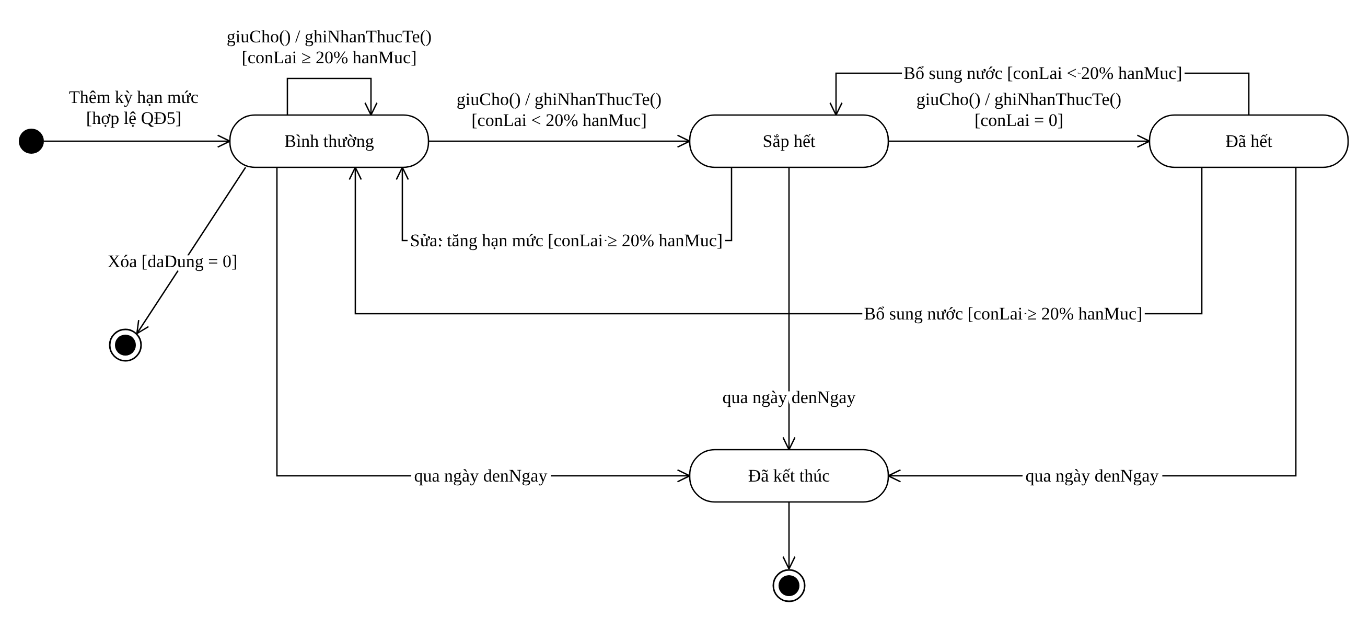 giuCho() / ghiNhanThucTe()
[conLai ≥ 20% hanMuc]
Thêm kỳ hạn mức
[hợp lệ QĐ5]
giuCho() / ghiNhanThucTe()
[conLai < 20% hanMuc]
Bổ sung nước [conLai < 20% hanMuc]
giuCho() / ghiNhanThucTe()
[conLai = 0]
Bình thường
Sắp hết
Đã hết
Sửa: tăng hạn mức [conLai ≥ 20% hanMuc]
Xóa [daDung = 0]
Bổ sung nước [conLai ≥ 20% hanMuc]
qua ngày denNgay
qua ngày denNgay
Đã kết thúc
qua ngày denNgay